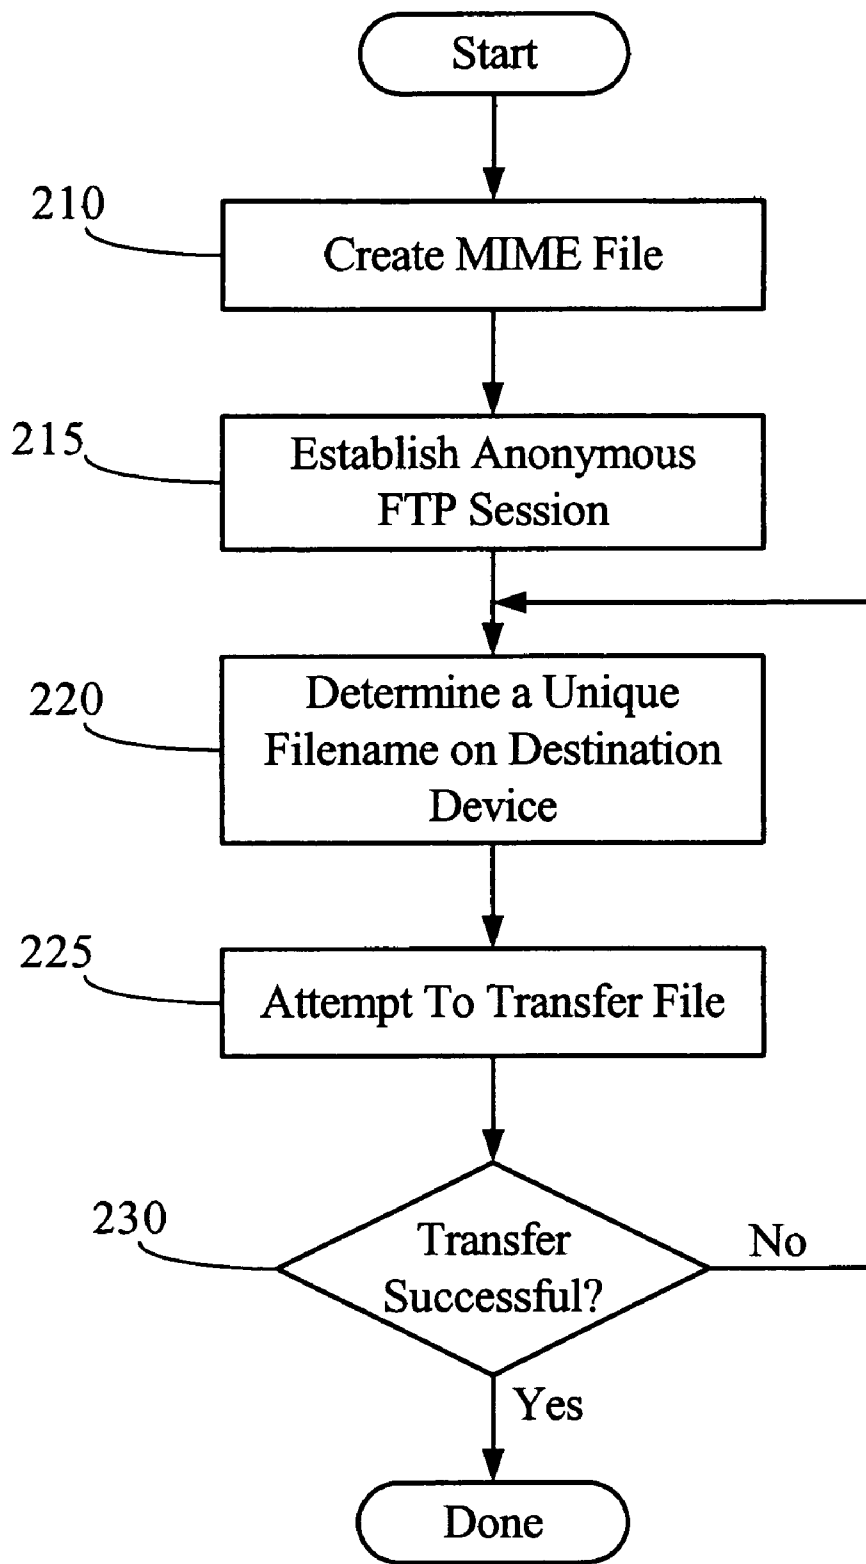 Start
210
Create MIME File
215
Establish Anonymous
FTP Session
220
Determine a Unique
Filename on Destination
Device
225
Attempt To Transfer File
230
Transfer
Successful?
No
Yes
Done